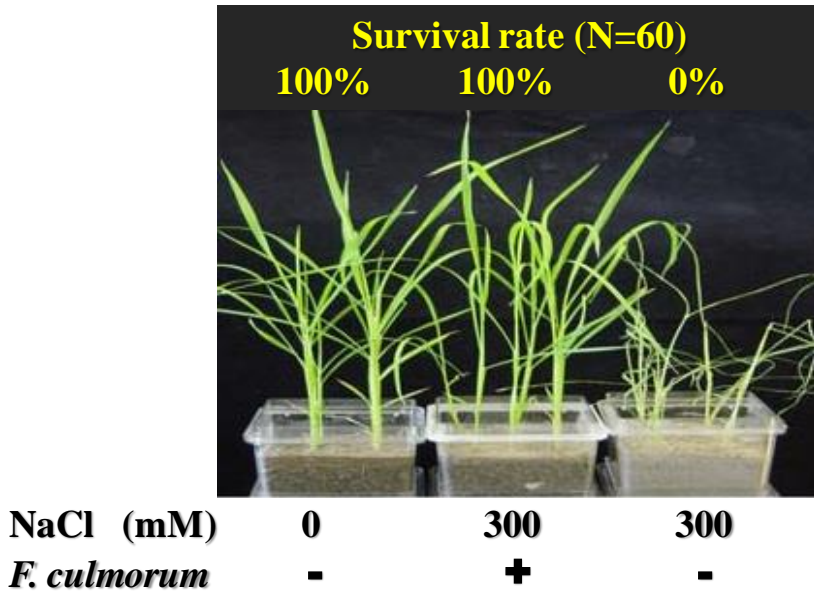 Survival rate (N=60)
100% 100% 0%
NaCl (mM) 0 300 300
F. culmorum - + -